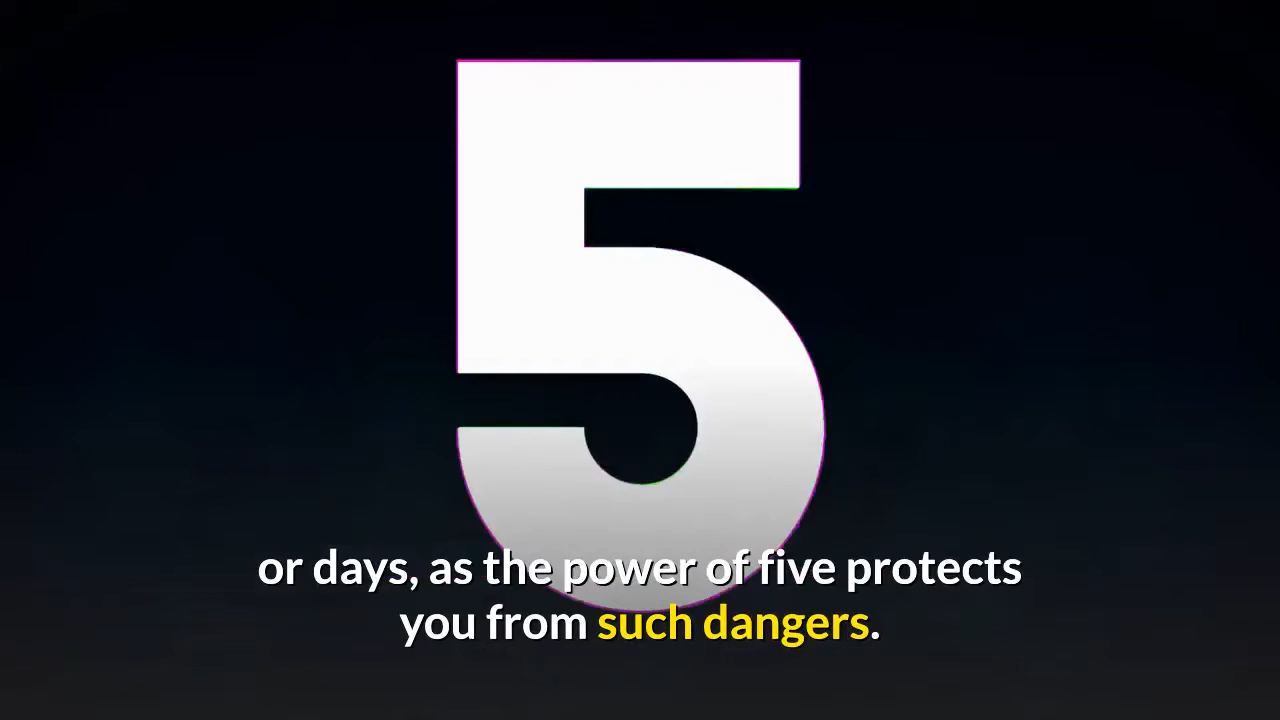 5
or days, as the power of five protects
you from such dangers.